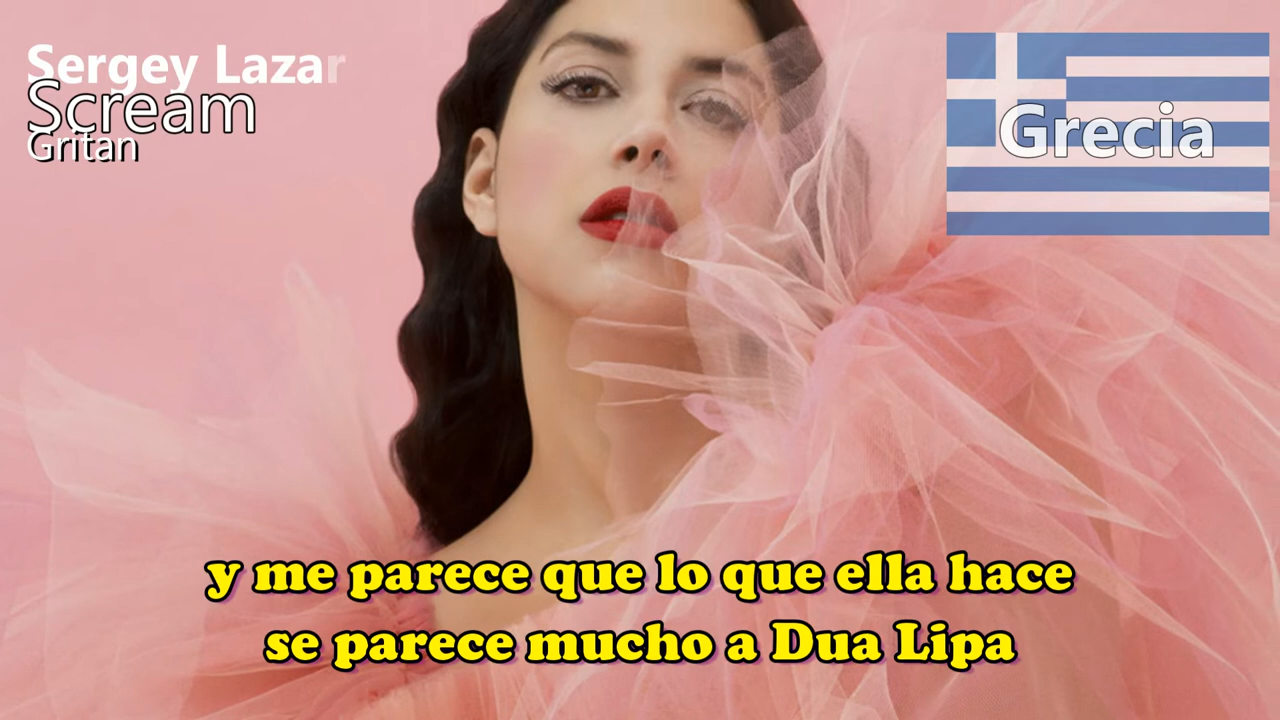 Sergey Lazar
Scream
Gritan
Grecia
y me parece que lo que ella hace
se parece mucho a Dua Lipa